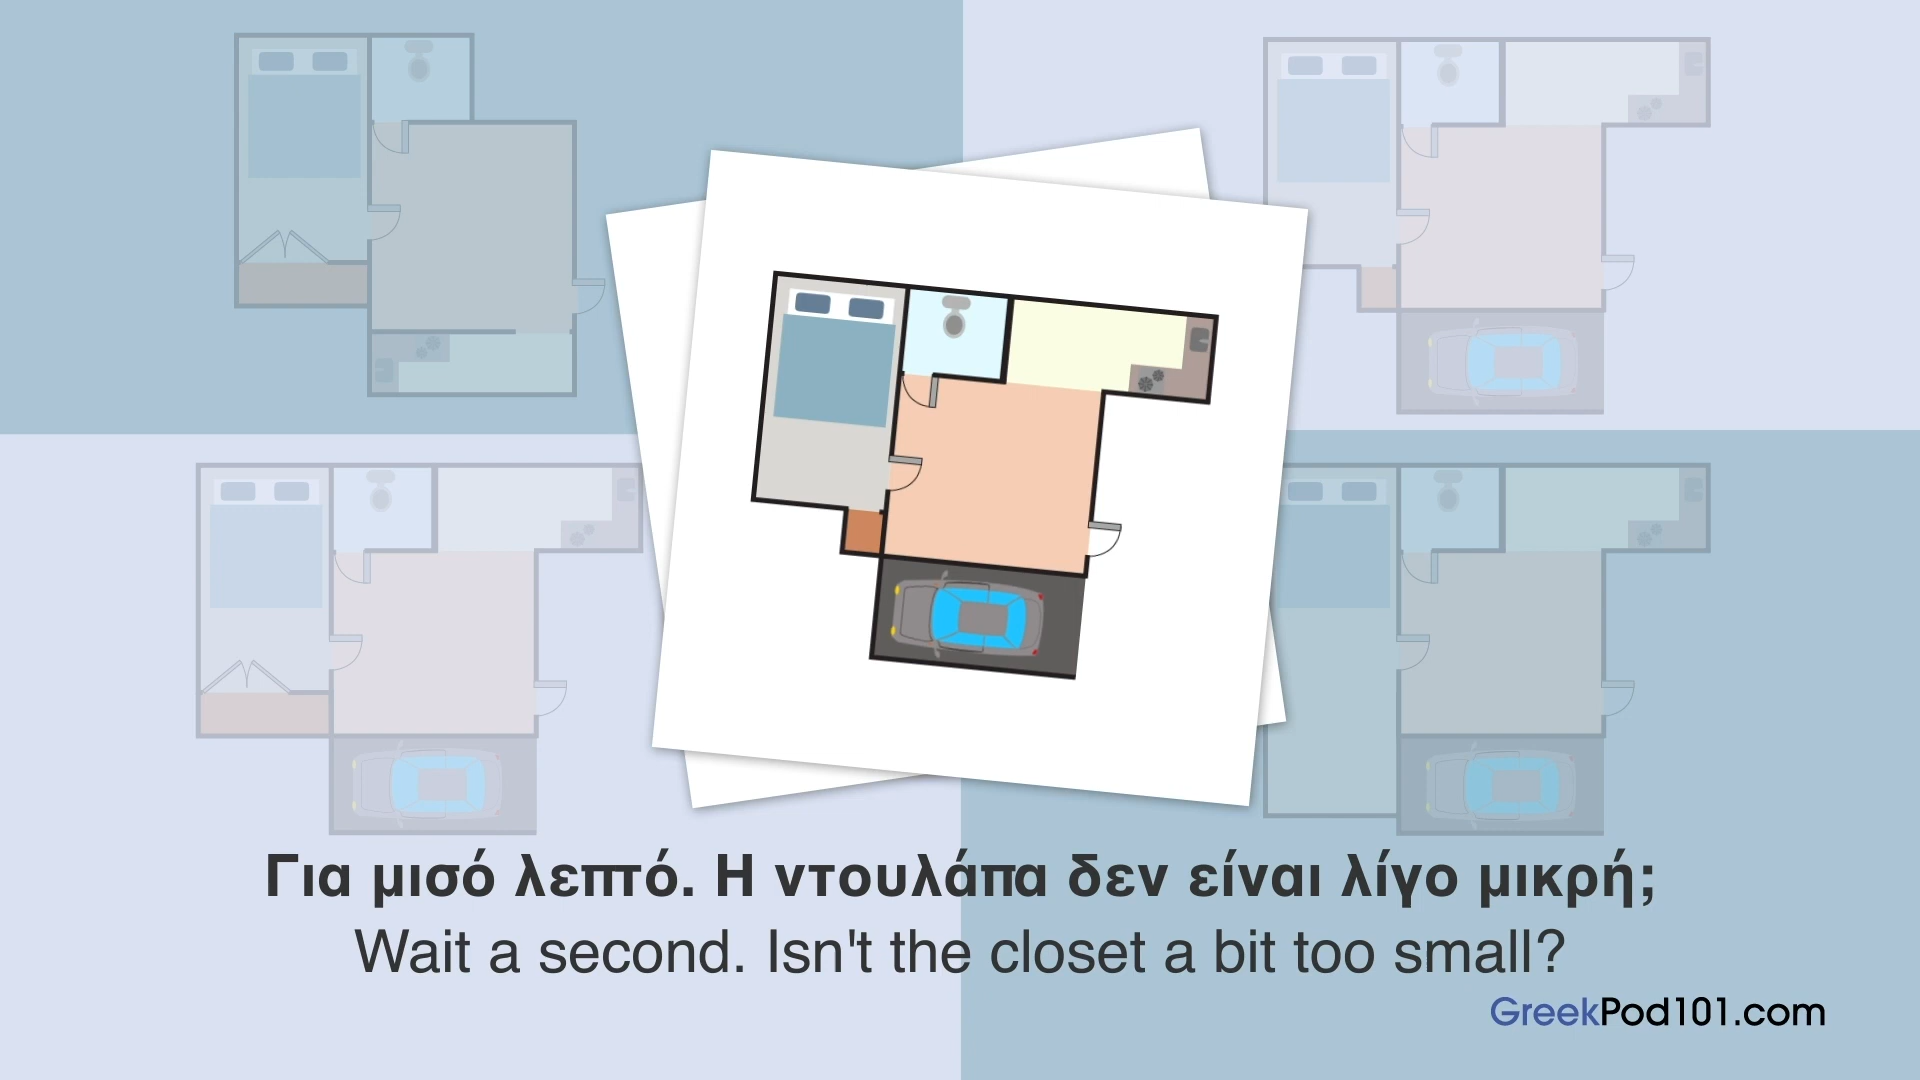 Για μισό λεπτό. Η ντουλάπα δεν είναι λίγο μικρή;
Wait a second. Isn't the closet a bit too small?
GreekPod101.com